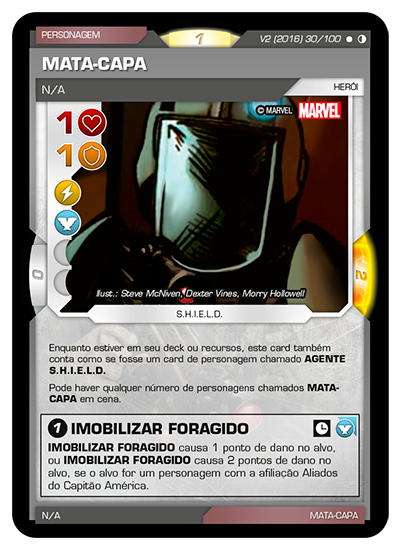 PERSONAGEM
1
V2 (2016) 30/100
MATA-CAPA
N/A
HERÓI
© MARVEL MARVEL
1
1
0
2
Illust.: Steve McNiven, Dexter Vines, Morry Hollowell
S.H.I.E.L.D.
Enquanto estiver em seu deck ou recursos, este card também
conta como se fosse um card de personagem chamado AGENTE
S.H.I.E.L.D.
Pode haver qualquer número de personagens chamados MATA-
CAPA em cena.
1 IMOBILIZAR FORAGIDO
IMOBILIZAR FORAGIDO causa 1 ponto de dano no alvo,
ou IMOBILIZAR FORAGIDO causa 2 pontos de dano no
alvo, se o alvo for um personagem com a afiliação Aliados
do Capitão América.
N/A
MATA-CAPA